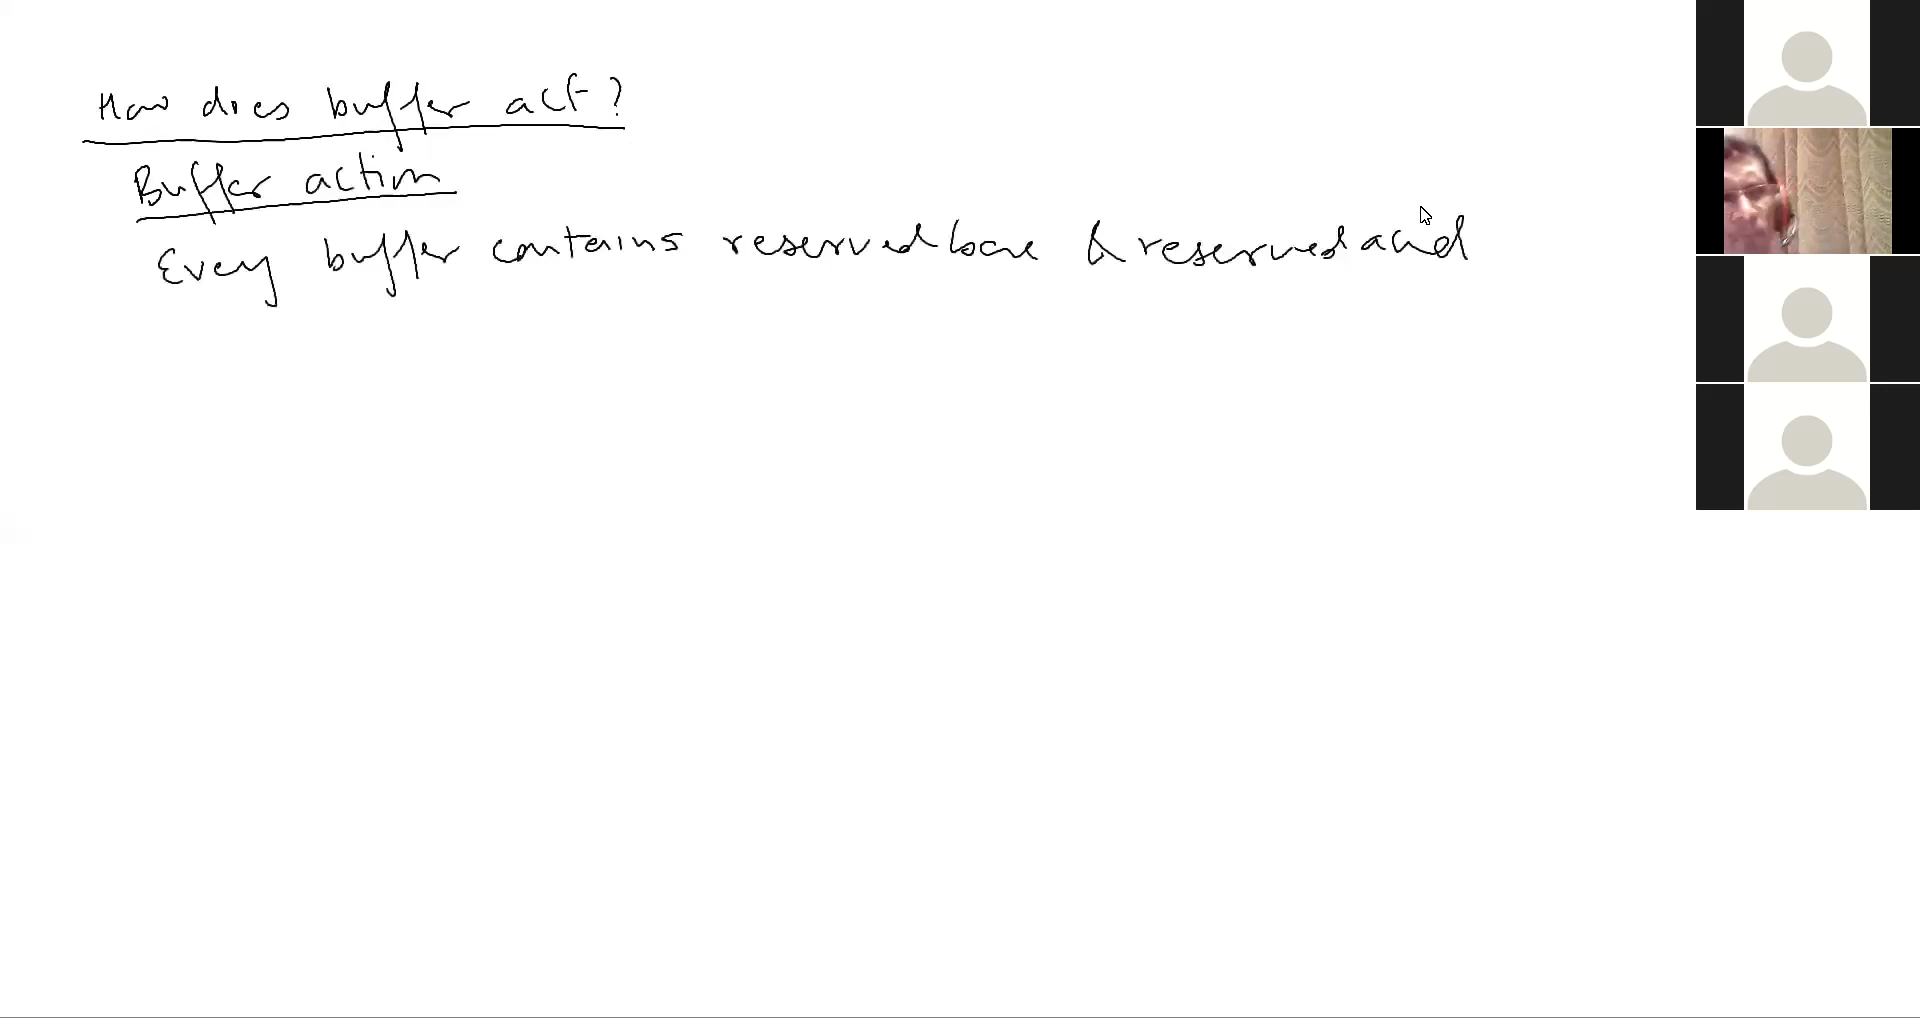 How does buffer act?
Buffer action
Every buffer contains reserved base & reserved acid